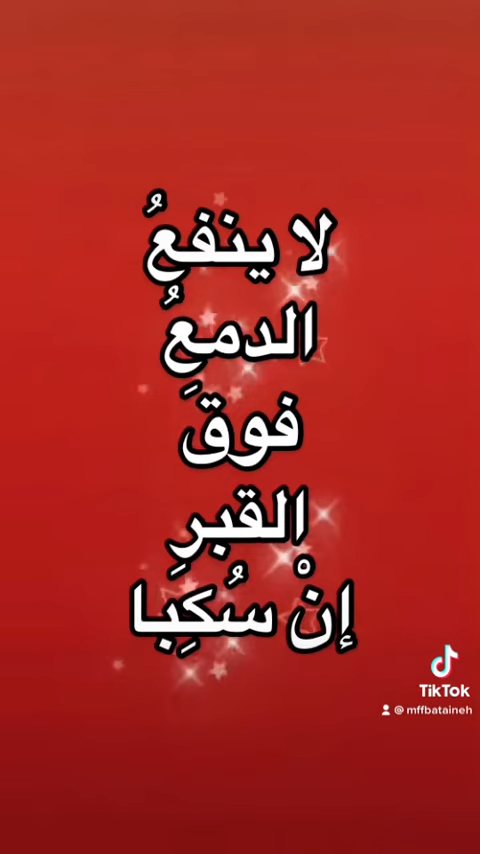 لا ينفعُ
الدمعُِ
فوق
القبرِ
إنْ سُكِبا
TikTok
@ mffbataineh